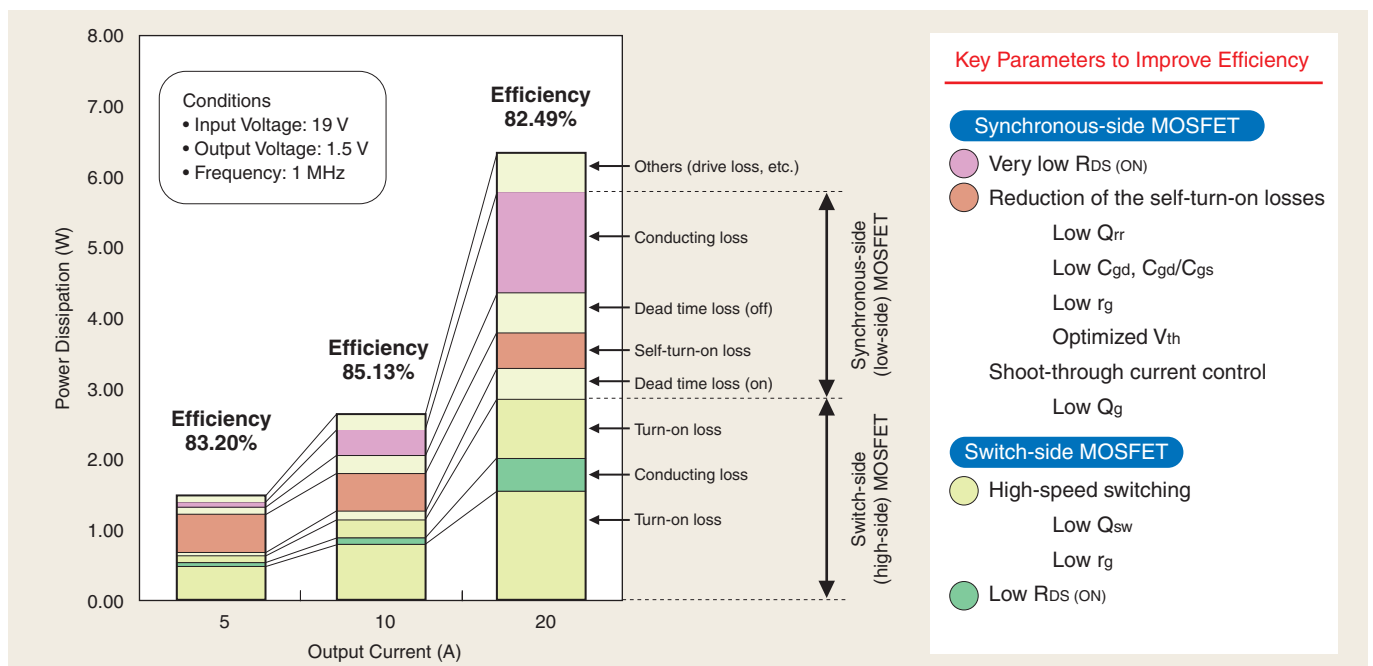 8.00
7.00
6.00
5.00
4.00
3.00
2.00
1.00
0.00
Power Dissipation (W)
Conditions
• Input Voltage: 19 V
• Output Voltage: 1.5 V
• Frequency: 1 MHz
Efficiency
83.20%
Efficiency
85.13%
Efficiency
82.49%
5
10
20
Output Current (A)
Others (drive loss, etc.)
Conducting loss
Dead time loss (off)
Self-turn-on loss
Dead time loss (on)
Turn-on loss
Conducting loss
Turn-on loss
Synchronous-side
(low-side) MOSFET
Switch-side
(high-side) MOSFET
Key Parameters to Improve Efficiency
Synchronous-side MOSFET
Very low RDS (ON)
Reduction of the self-turn-on losses
Low Qrr
Low Cgd, Cgd/Cgs
Low rg
Optimized Vth
Shoot-through current control
Low Qg
Switch-side MOSFET
High-speed switching
Low Qsw
Low rg
Low RDS (ON)